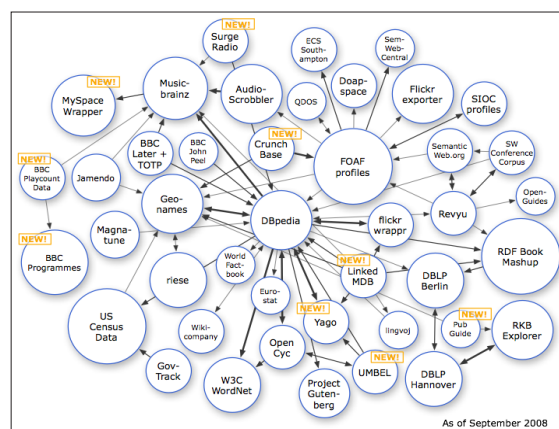 NEW!
Surge
Radio
ECS
South-
ampton
Sem-
Web-
Central
NEW!
MySpace
Wrapper
Music-
brainz
Audio-
Scrobbler
QDOS
Doap-
space
Flickr
exporter
SIOC
profiles
NEW!
BBC
Playcount
Data
Jamendo
BBC
Later +
TOTP
BBC
John
Peel
NEW!
Crunch
Base
FOAF
profiles
Semantic
Web.org
SW
Conference
Corpus
Geo-
names
DBpedia
flickr
wrappr
Revyu
Open-
Guides
NEW!
BBC
Programmes
Magna-
tune
riese
World
Fact-
book
Euro-
stat
NEW!
Linked
MDB
DBLP
Berlin
RDF Book
Mashup
US
Census
Data
Wiki-
company
Open
Cyc
NEW!
Yago
lingvoj
Pub
Guide
NEW!
RKB
Explorer
Gov-
Track
W3C
WordNet
Project
Guten-
berg
NEW!
UMBEL
DBLP
Hannover
As of September 2008